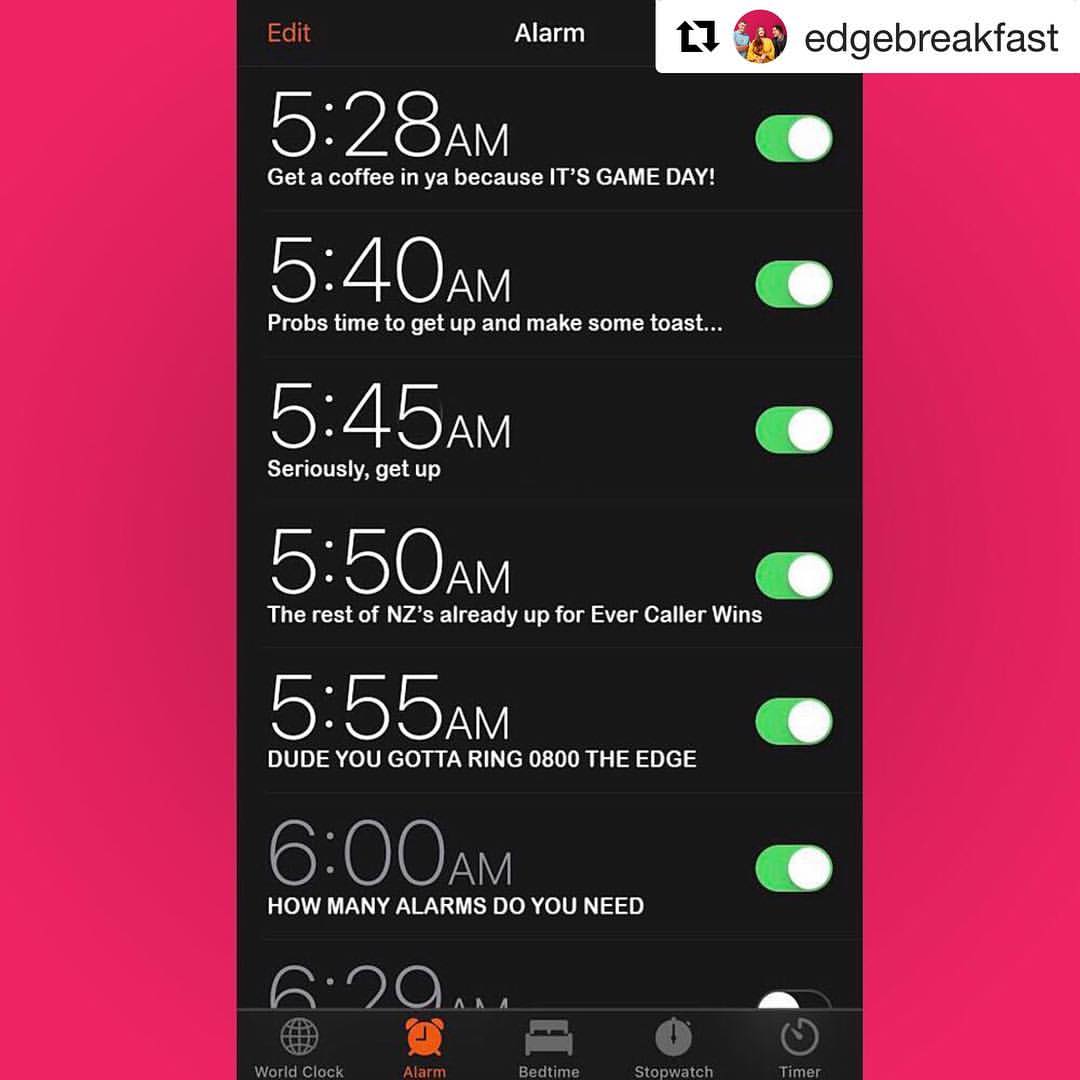 Edit
Alarm
edgebreakfast
5:28AM
Get a coffee in ya because IT'S GAME DAY!
5:40AM
Probs time to get up and make some toast...
5:45AM
Seriously, get up
5:50AM
The rest of NZ's already up for Ever Caller Wins
5:55AM
DUDE YOU GOTTA RING 0800 THE EDGE
6:00AM
HOW MANY ALARMS DO YOU NEED
6:29AM
World Clock
Alarm
Bedtime
Stopwatch
Timer